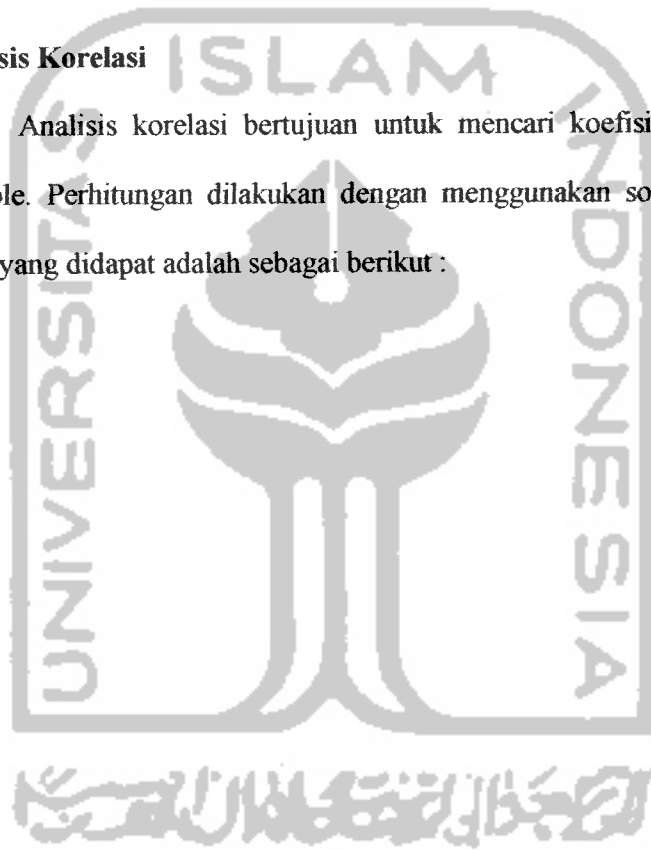 sis Korelasi
Analisis korelasi bertujuan untuk mencari koefisi
ole. Perhitungan dilakukan dengan menggunakan so
yang didapat adalah sebagai berikut :
ISLAM
UNIVERSITAS
INDONESIA